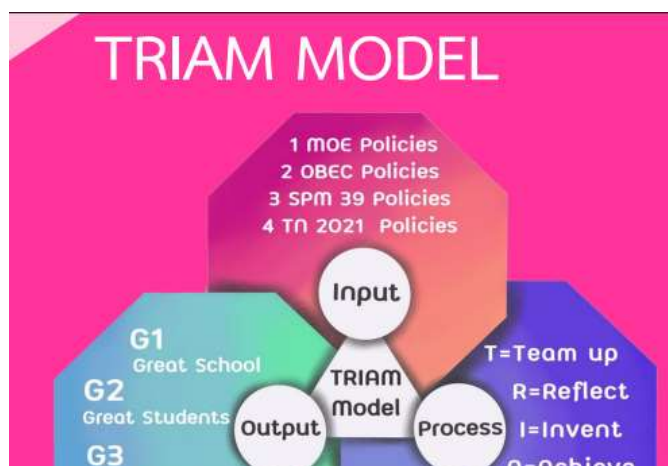 TRIAM MODEL
1 MOE Policies
2 OBEC Policies
3 SPM 39 Policies
4 TN 2021 Policies
Input
G1
Great School
G2
Great Students
G3
TRIAM
Model
Output
Process
T=Team up
R=Reflect
I=Invent
A=Achieve